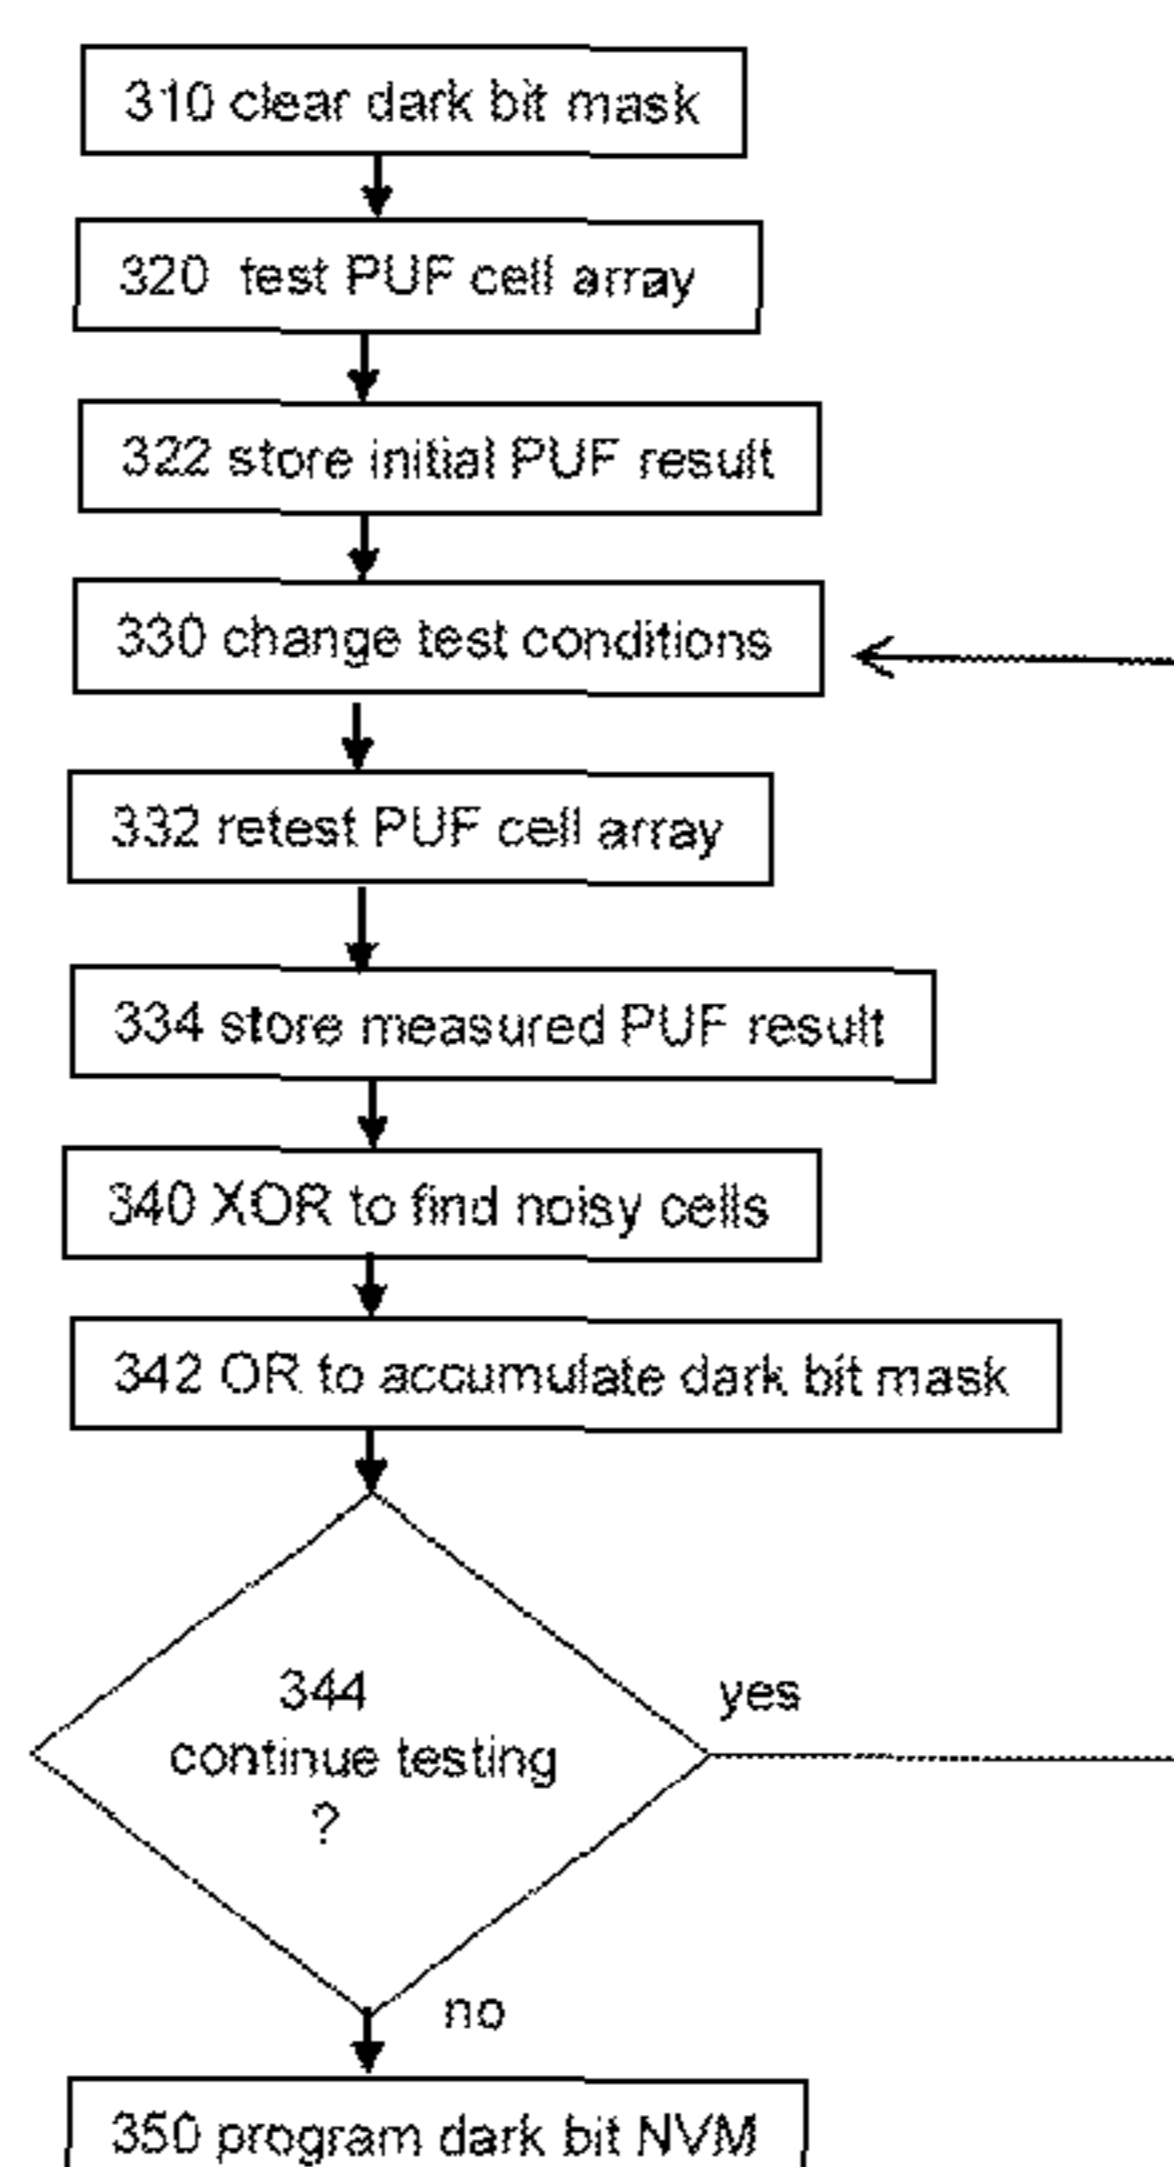 310 clear dark bit mask
320 test PUF cell array
322 store initial PUF result
330 change test conditions
332 retest PUF cell array
334 store measured PUF result
340 XOR to find noisy cells
342 OR to accumulate dark bit mask
344
continue testing
?
yes
no
350 program dark bit NVM